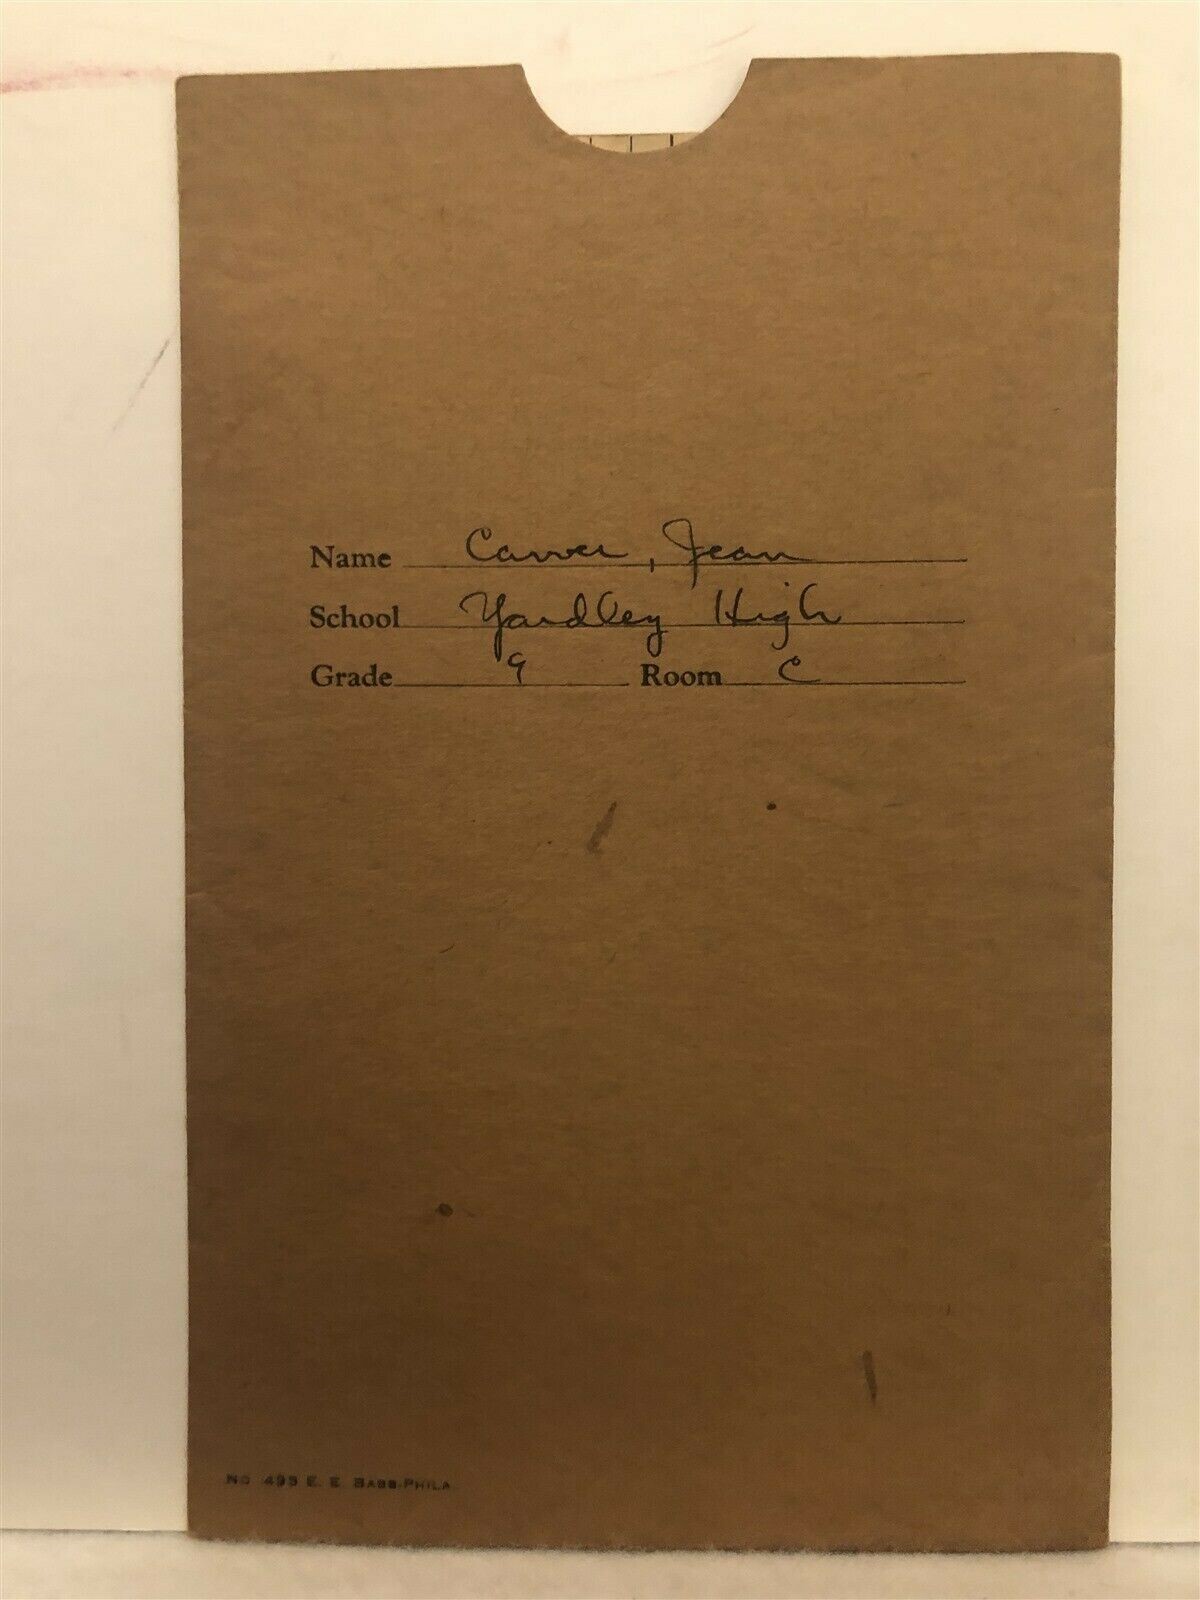 Name Carver, Jean
School Yardley High
Grade 9 Room C
No 493 E. E. Babb-Phila